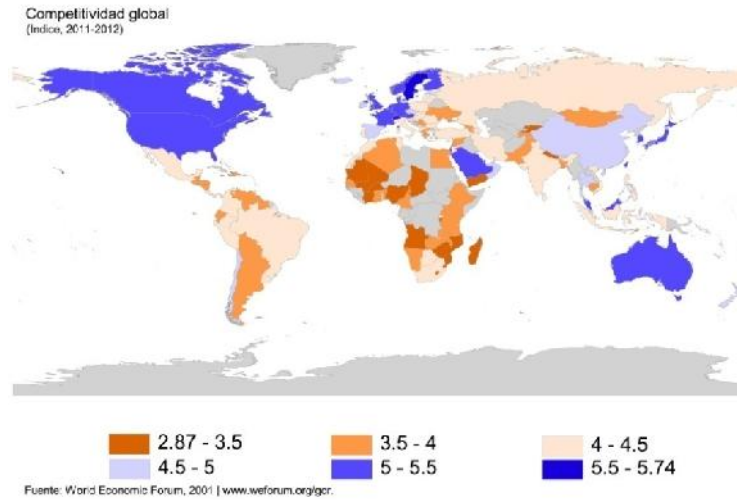 Competitividad global
(Indice, 2011-2012)
2.87 - 3.5
3.5 - 4
4 - 4.5
4.5 - 5
5 - 5.5
5.5 - 5.74
Fuente: World Economic Forum, 2001 | www.weforum.org/gcr.